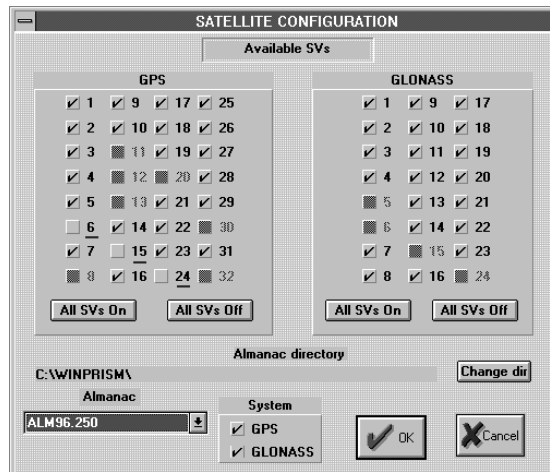 SATELLITE CONFIGURATION
Available SVs
GPS
1 9 17 25
2 10 18 26
3 11 19 27
4 12 20 28
5 13 21 29
6 14 22 30
7 15 23 31
8 16 24 32
All SVs On All SVs Off
GLONASS
1 9 17
2 10 18
3 11 19
4 12 20
5 13 21
6 14 22
7 15 23
8 16 24
All SVs On All SVs Off
Almanac directory
C:\WINPRISM\
Change dir
Almanac
ALM96.250
System
GPS
GLONASS
OK
Cancel